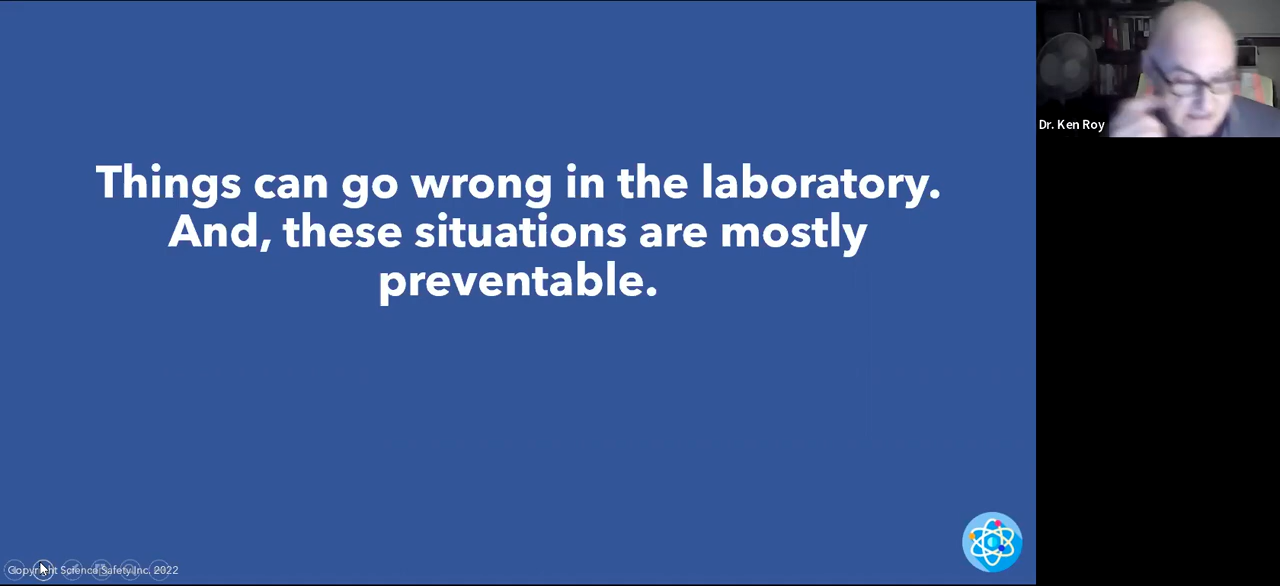 Things can go wrong in the laboratory.
And, these situations are mostly
preventable.
Dr. Ken Roy
Copyright Science Safety Inc. 2022